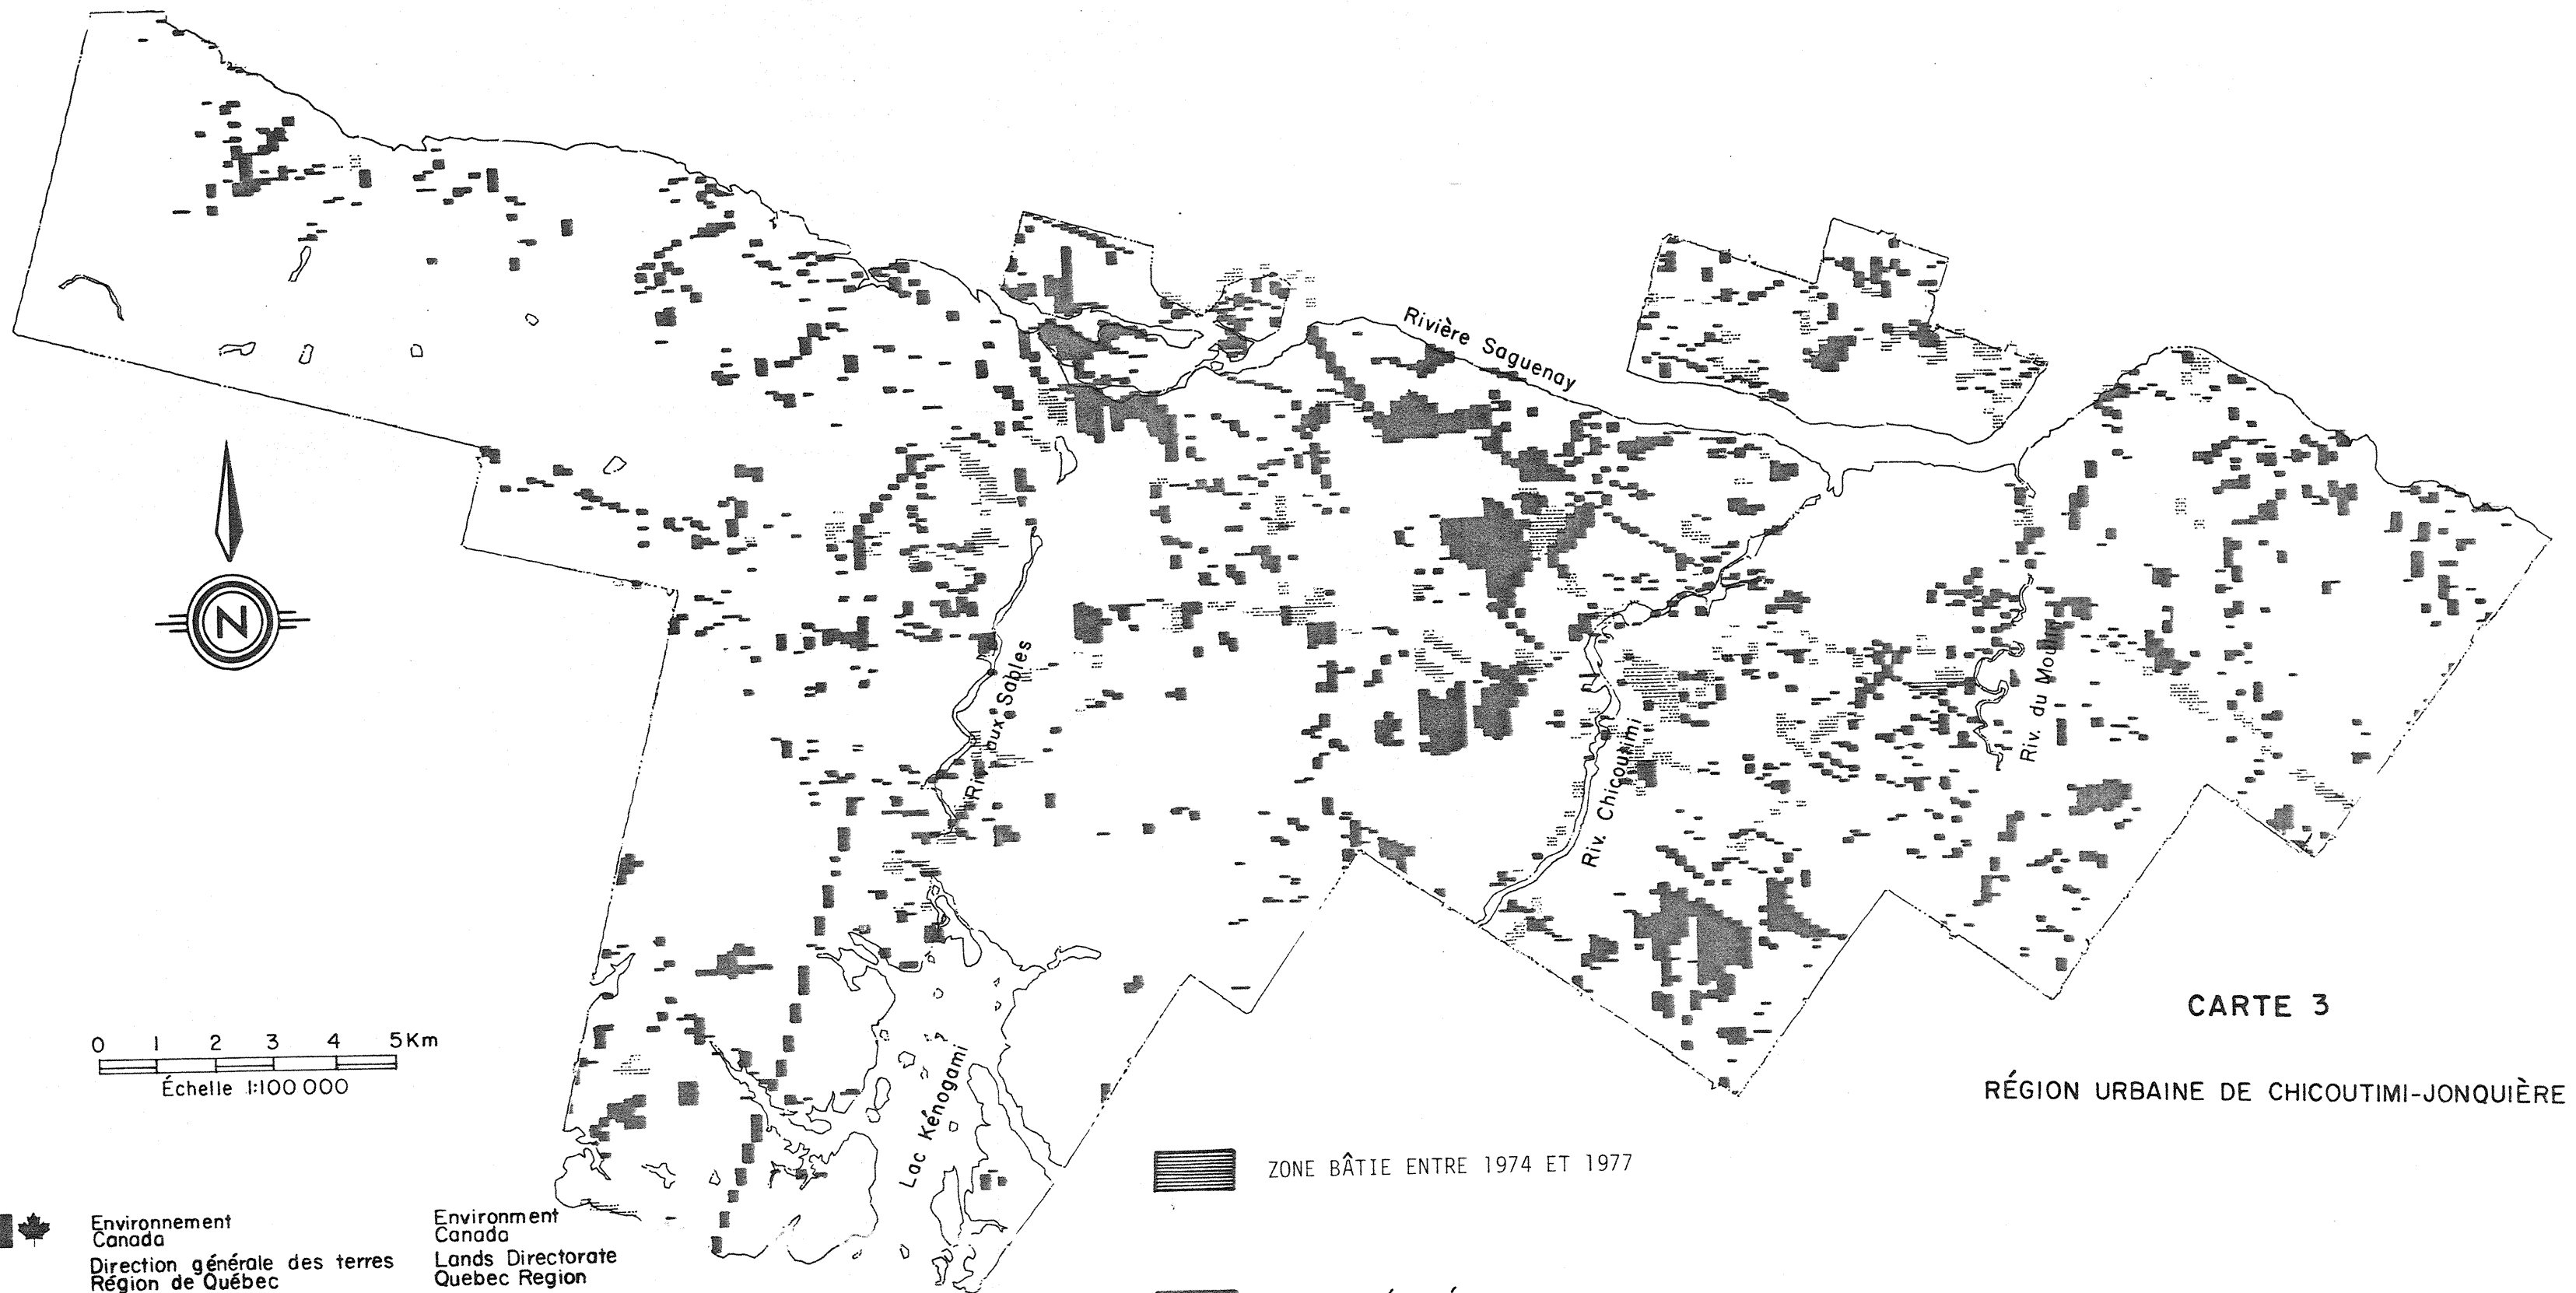 Rivière Saguenay
N
Riv. aux Sables
Riv. du Moulin
Riv. Chicoutimi
Lac Kénogami
0 1 2 3 4 5 Km
Échelle 1:100 000
CARTE 3
RÉGION URBAINE DE CHICOUTIMI-JONQUIÈRE
ZONE BÂTIE ENTRE 1974 ET 1977
Environnement
Canada
Direction générale des terres
Région de Québec
Environment
Canada
Lands Directorate
Quebec Region